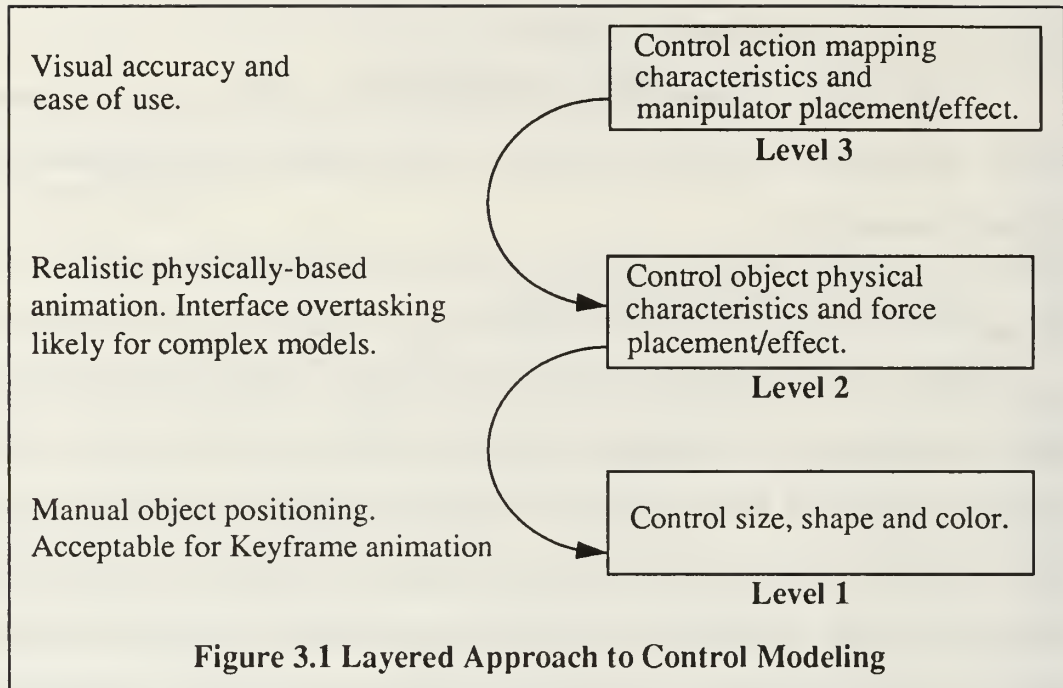 Visual accuracy and
ease of use.
Control action mapping
characteristics and
manipulator placement/effect.
Level 3
Realistic physically-based
animation. Interface overtasking
likely for complex models.
Control object physical
characteristics and force
placement/effect.
Level 2
Manual object positioning.
Acceptable for Keyframe animation
Control size, shape and color.
Level 1
Figure 3.1 Layered Approach to Control Modeling